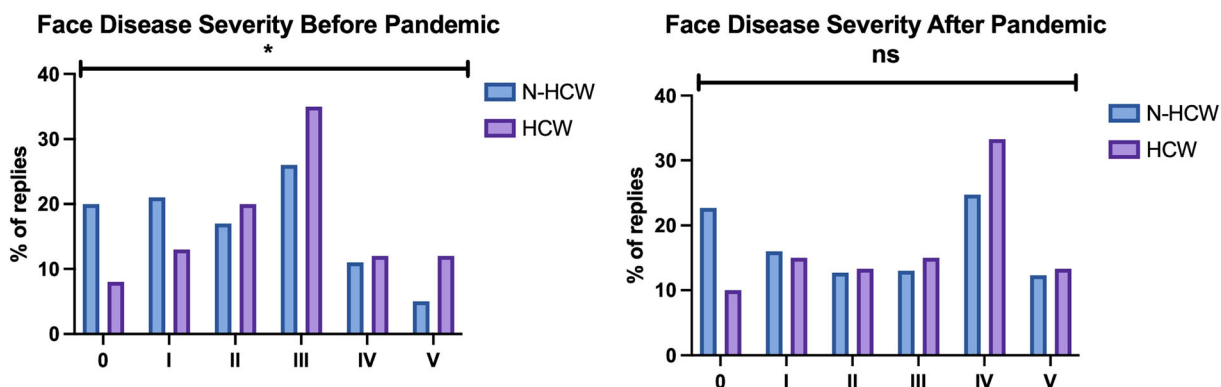 Face Disease Severity Before Pandemic
*
40
30
20
10
0
% of replies
0 I II III IV V
N-HCW
HCW
Face Disease Severity After Pandemic
ns
40
30
20
10
0
% of replies
0 I II III IV V
N-HCW
HCW